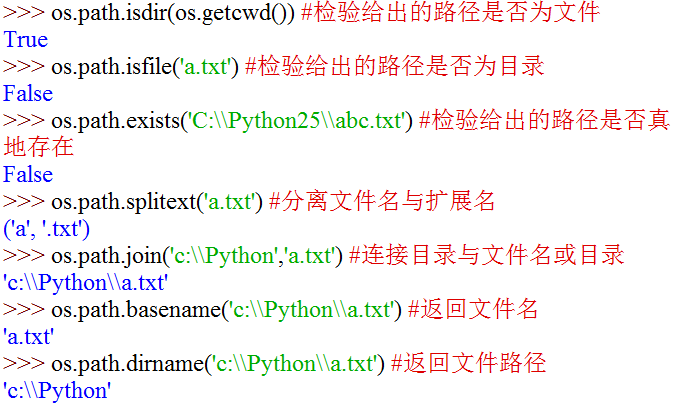 >>> os.path.isdir(os.getcwd()) #检验给出的路径是否为文件
True
>>> os.path.isfile('a.txt') #检验给出的路径是否为目录
False
>>> os.path.exists('C:\\Python25\\abc.txt') #检验给出的路径是否真
地存在
False
>>> os.path.splitext('a.txt') #分离文件名与扩展名
('a', '.txt')
>>> os.path.join('c:\\Python','a.txt') #连接目录与文件名或目录
'c:\\Python\\a.txt'
>>> os.path.basename('c:\\Python\\a.txt') #返回文件名
'a.txt'
>>> os.path.dirname('c:\\Python\\a.txt') #返回文件路径
'c:\\Python'